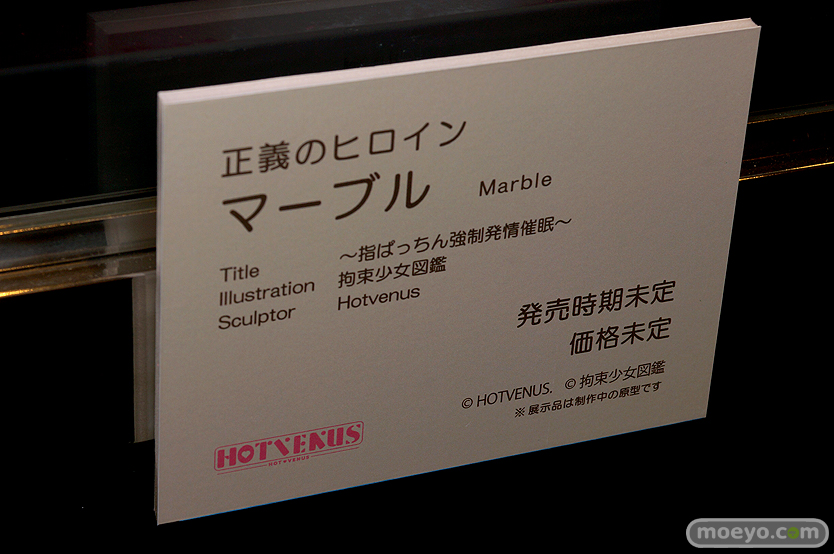 正義のヒロイン
マーブル Marble
Title ～指ぱっちん強制発情催眠～
Illustration 拘束少女図鑑
Sculptor Hotvenus
発売時期未定
価格未定
© HOTVENUS. © 拘束少女図鑑
※ 展示品は制作中の原型です
HOTVENUS
HOT♥VENUS
moeyo.com